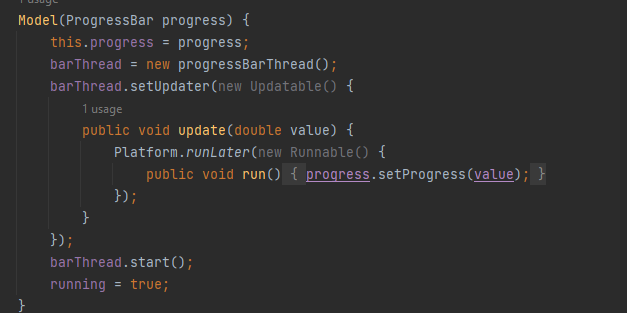 1 usage
Model(ProgressBar progress) {
this.progress = progress;
barThread = new progressBarThread();
barThread.setUpdater(new Updatable() {
1 usage
public void update(double value) {
Platform.runLater(new Runnable() {
public void run() { progress.setProgress(value); }
});
}
});
barThread.start();
running = true;
}